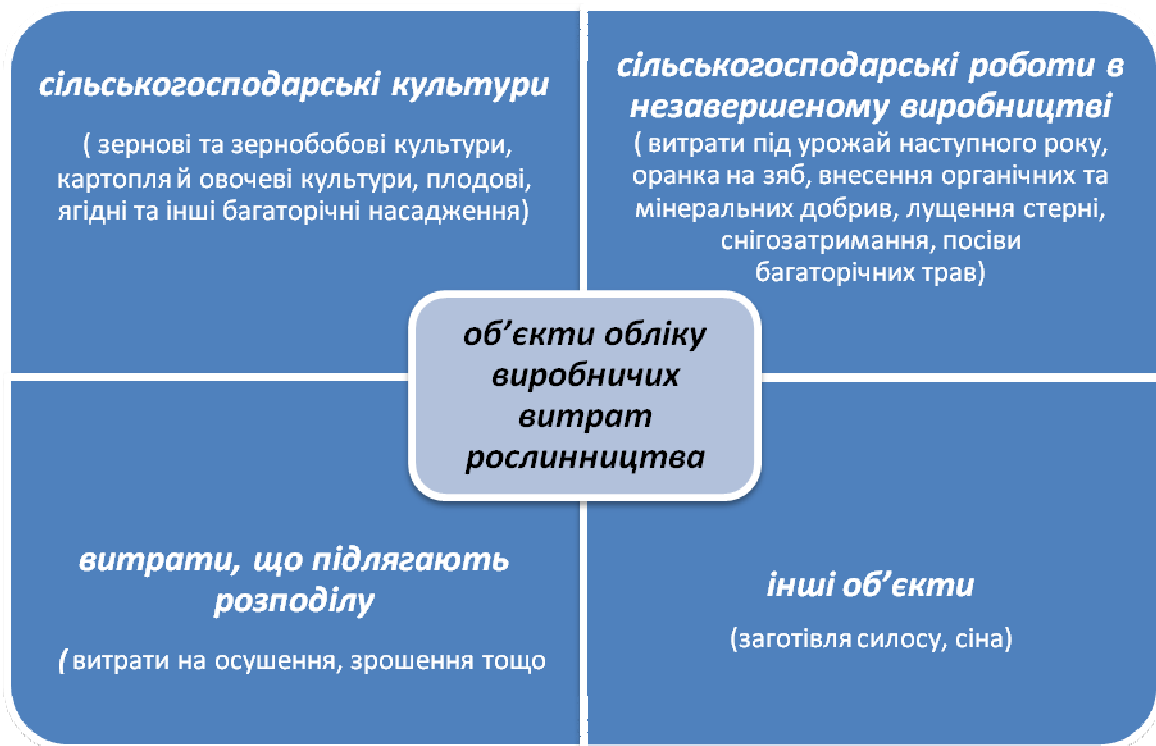 сільськогосподарські культури
( зернові та зернобобові культури,
картопля й овочеві культури, плодові,
ягідні та інші багаторічні насадження)
сільськогосподарські роботи в
незавершеному виробництві
( витрати під урожай наступного року,
оранка на зяб, внесення органічних та
мінеральних добрив, лущення стерні,
снігозатримання, посіви
багаторічних трав)
об’єкти обліку
виробничих
витрат
рослинництва
витрати, що підлягають
розподілу
( витрати на осушення, зрошення тощо
інші об’єкти
(заготівля силосу, сіна)